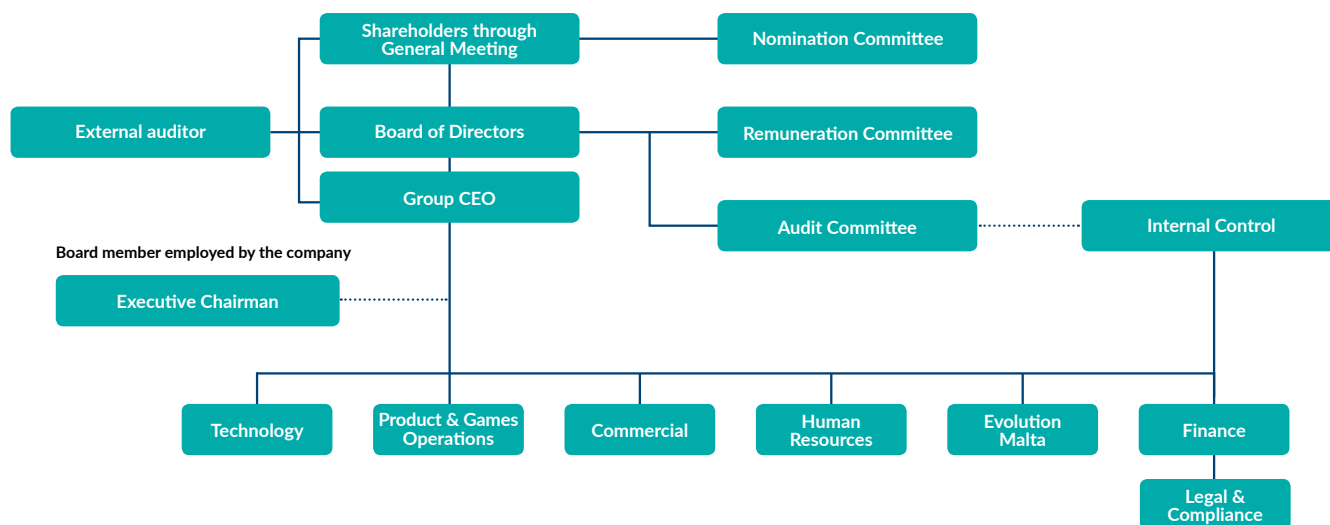 Shareholders through
General Meeting
Nomination Committee
External auditor
Board of Directors
Remuneration Committee
Group CEO
Audit Committee
Internal Control
Board member employed by the company
Executive Chairman
Technology
Product & Games
Operations
Commercial
Human
Resources
Evolution
Malta
Finance
Legal &
Compliance